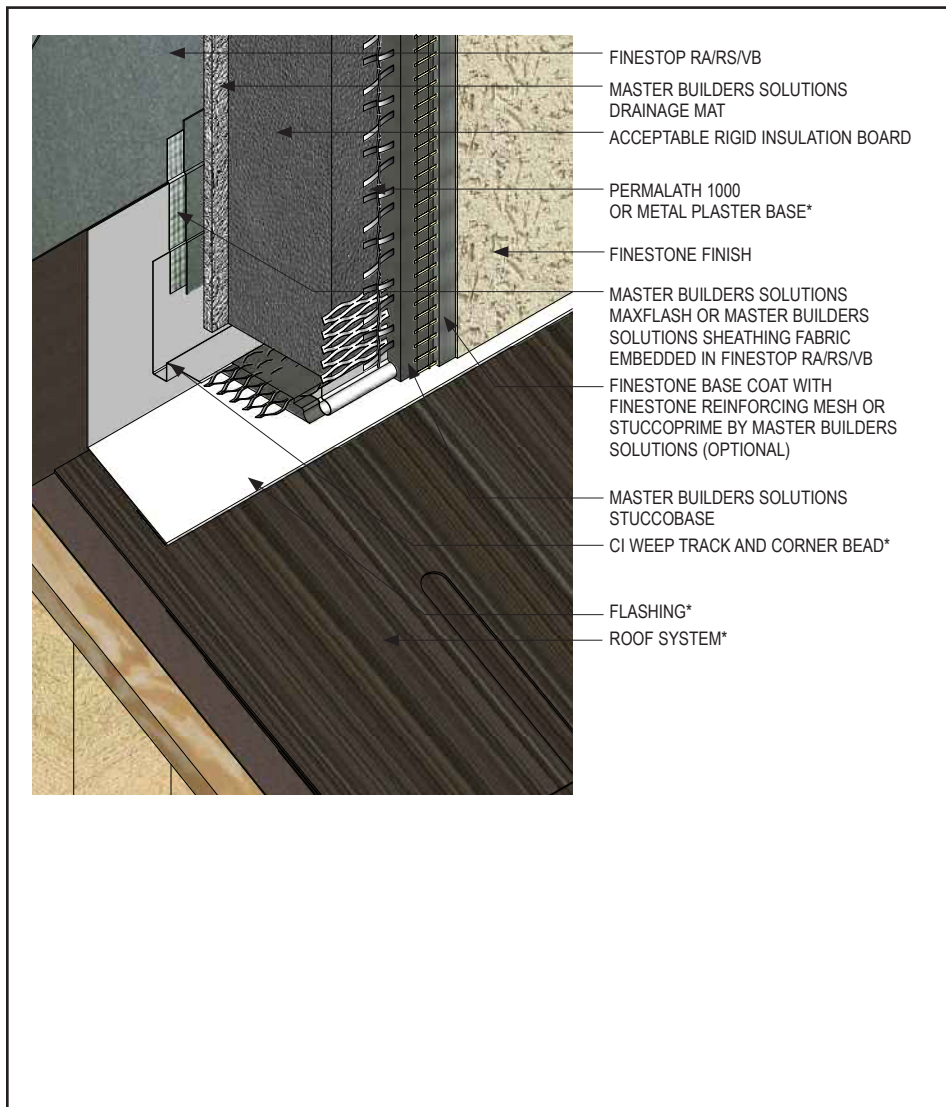 FINESTOP RA/RS/VB
MASTER BUILDERS SOLUTIONS
DRAINAGE MAT
ACCEPTABLE RIGID INSULATION BOARD
PERMALATH 1000
OR METAL PLASTER BASE*
FINESTONE FINISH
MASTER BUILDERS SOLUTIONS
MAXFLASH OR MASTER BUILDERS
SOLUTIONS SHEATHING FABRIC
EMBEDDED IN FINESTOP RA/RS/VB
FINESTONE BASE COAT WITH
FINESTONE REINFORCING MESH OR
STUCCOPRIME BY MASTER BUILDERS
SOLUTIONS (OPTIONAL)
MASTER BUILDERS SOLUTIONS
STUCCOBASE
CI WEEP TRACK AND CORNER BEAD*
FLASHING*
ROOF SYSTEM*